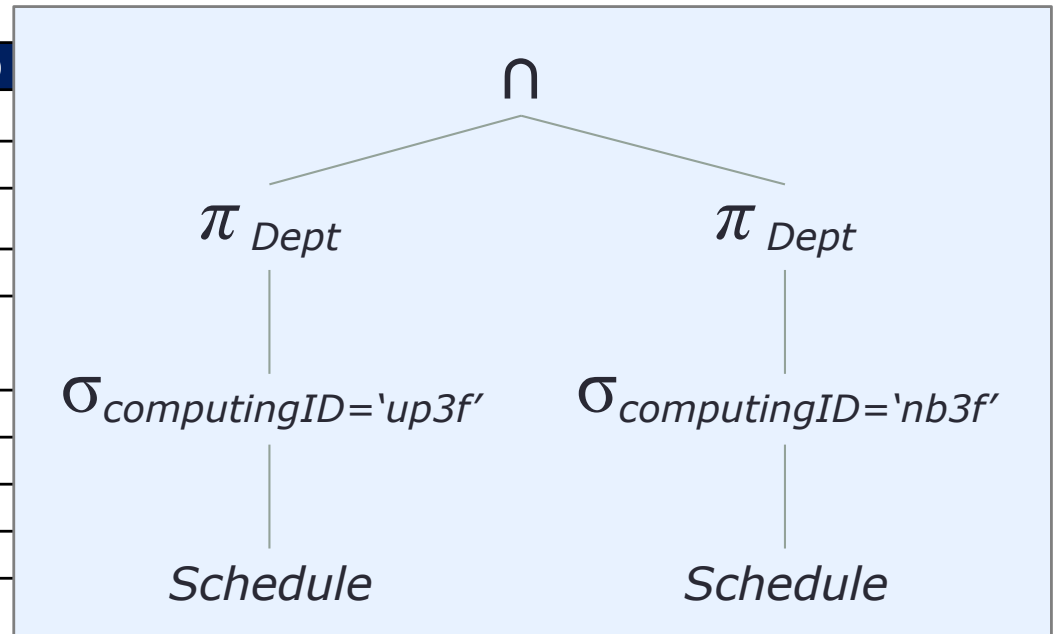 ∩
π Dept π Dept
σcomputingID=‘up3f’ σcomputingID=‘nb3f’
Schedule Schedule